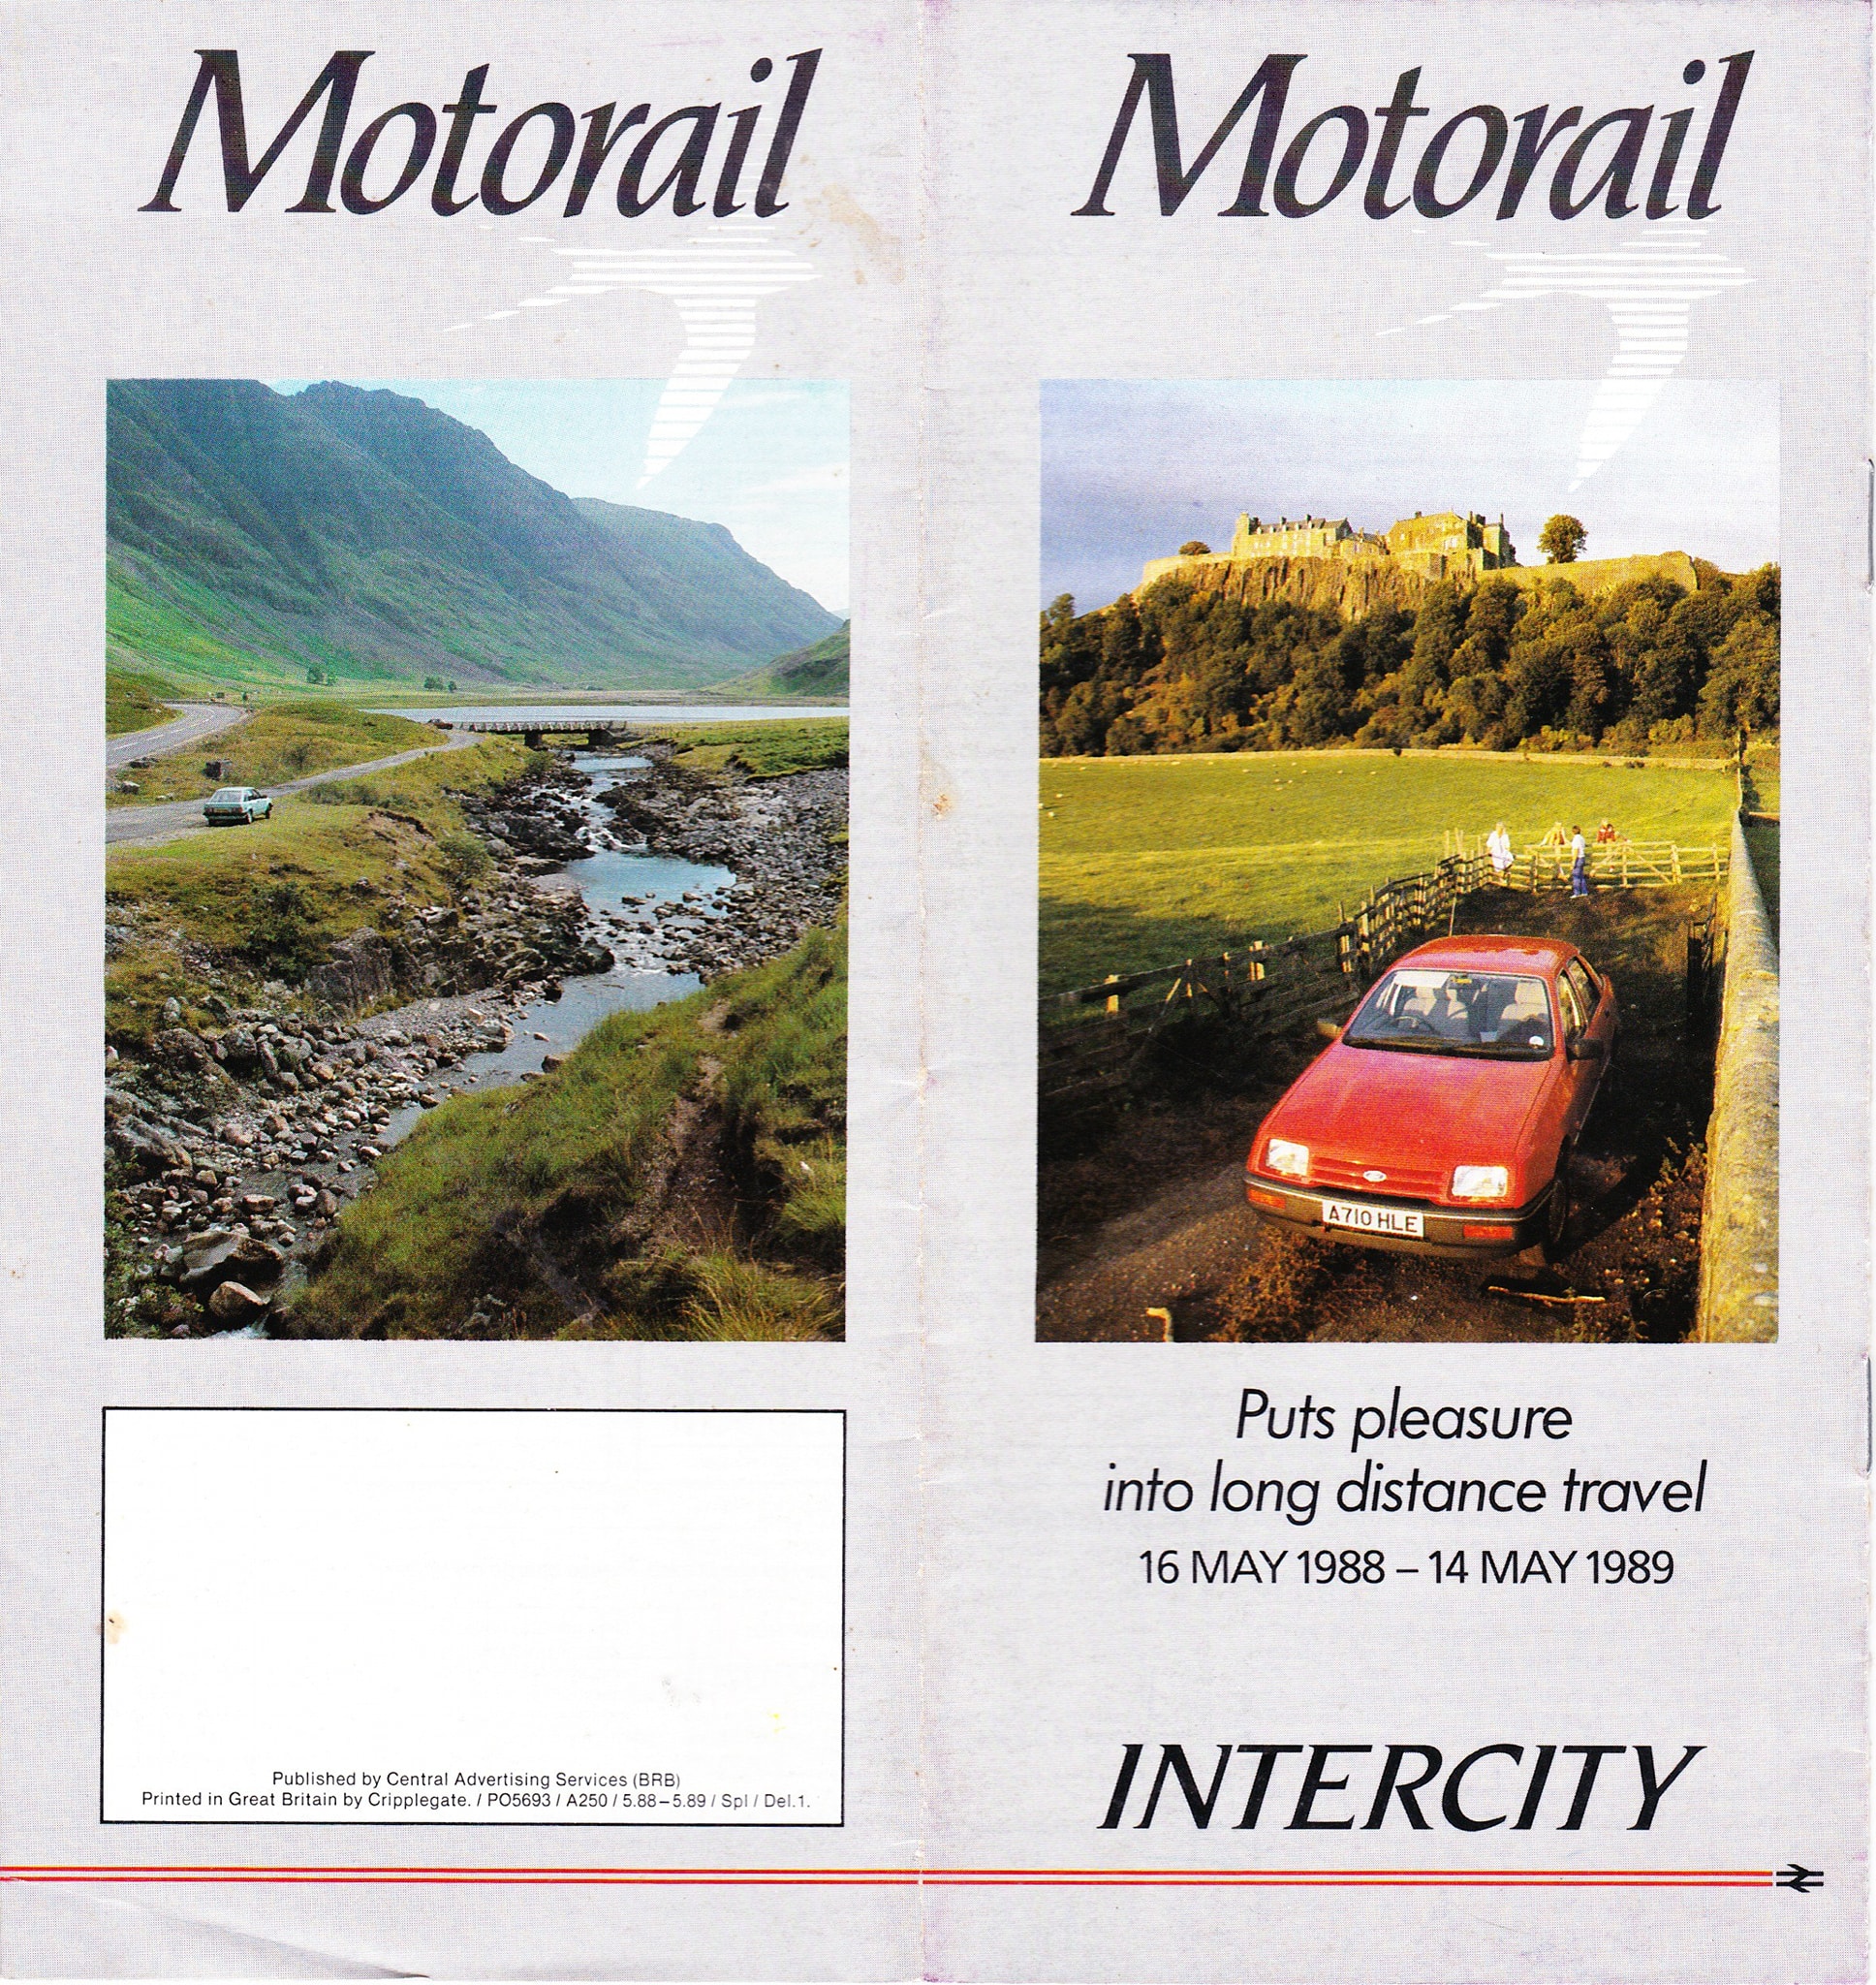 Motorail
Published by Central Advertising Services (BRB)
Printed in Great Britain by Cripplegate. / PO5693 / A250 / 5.88–5.89 / Spl / Del.1.
Motorail
A710 HLE
Puts pleasure
into long distance travel
16 MAY 1988 – 14 MAY 1989
INTERCITY